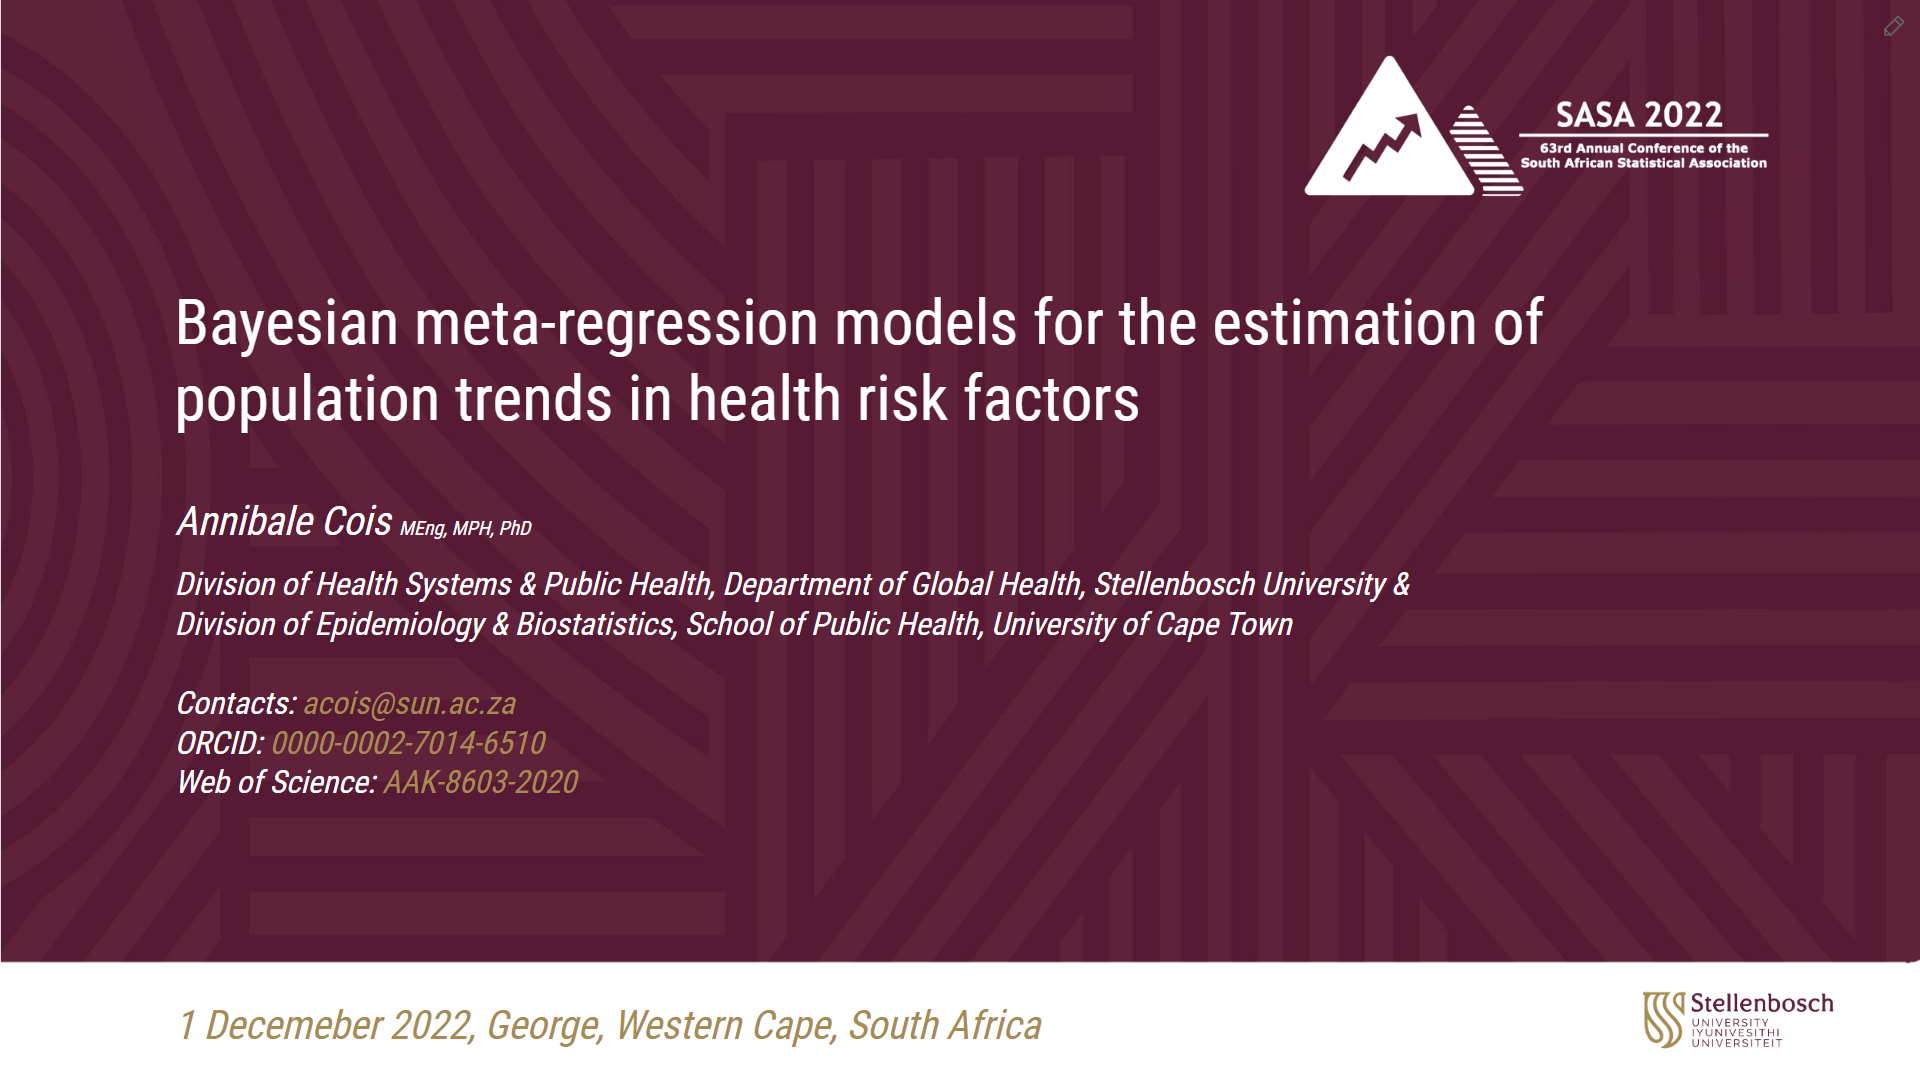 SASA 2022
63rd Annual Conference of the
South African Statistical Association
Bayesian meta-regression models for the estimation of
population trends in health risk factors
Annibale Cois MEng, MPH, PhD
Division of Health Systems & Public Health, Department of Global Health, Stellenbosch University &
Division of Epidemiology & Biostatistics, School of Public Health, University of Cape Town
Contacts: acois@sun.ac.za
ORCID: 0000-0002-7014-6510
Web of Science: AAK-8603-2020
1 Decemeber 2022, George, Western Cape, South Africa
Stellenbosch
UNIVERSITY
IYUNIVESITHI
UNIVERSITEIT